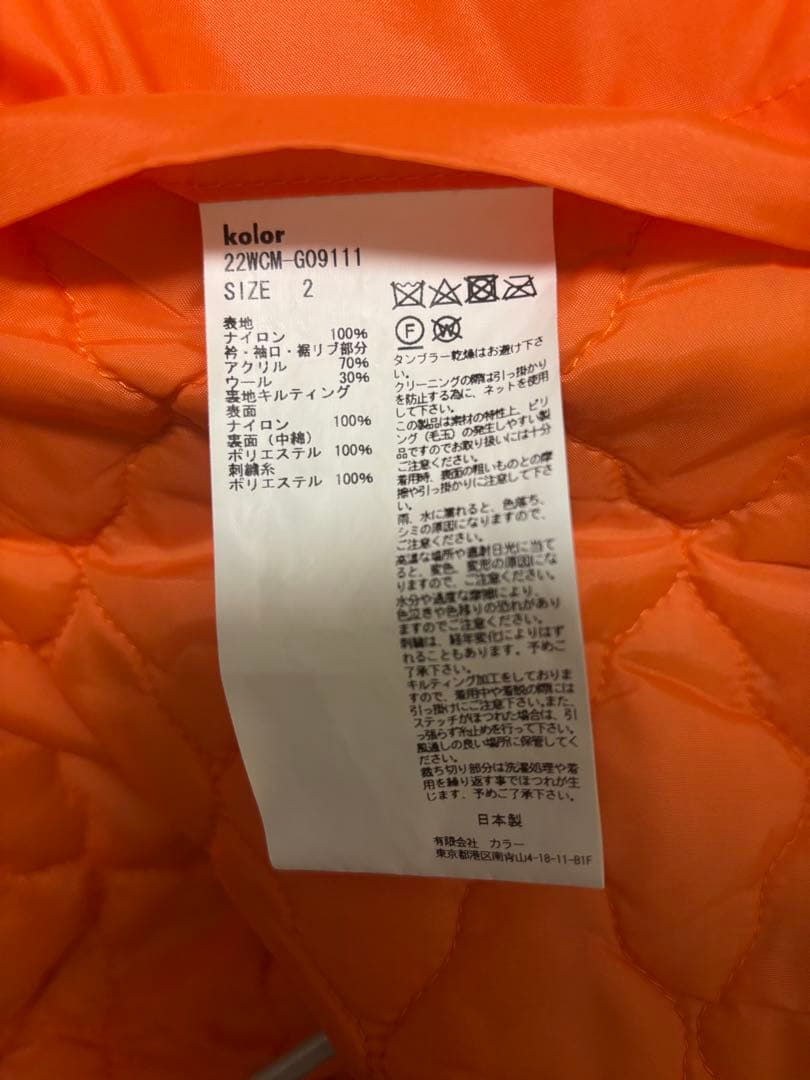 kolor
22WCM-G09111
SIZE 2
表地
ナイロン 100%
衿・袖口・裾リブ部分
アクリル 70%
ウール 30%
裏地キルティング
表面
ナイロン 100%
裏面(中綿)
ポリエステル 100%
刺繍糸
ポリエステル 100%
F W
タンブラー乾燥はお避け下さ
い。
クリーニングの際は引っ掛かり
を防止する為に、ネットを使用
して下さい。
この製品は素材の特性上、ピリ
ング(毛玉)の発生しやすい製
品ですのでお取り扱いには十分
ご注意ください。
着用時、表面の粗いものとの摩
擦や引っ掛かりに注意して下さ
い。
雨、水に濡れると、色落ち、
シミの原因になりますので、
ご注意ください。
高温な場所や直射日光に当て
ると、変色、変形の原因にな
りますので、ご注意ください。
水分や過度な摩擦により、
色泣きや色移りの恐れがあり
ますのでご注意ください。
刺繍は、経年変化によりはず
れることもあります。予めご
了承下さい。
キルティング加工をしておりま
すので、着用中や着脱の際には
引っ掛けにご注意下さい。また、
ステッチがほつれた場合は、引
っ張らず糸止めを行って下さい。
風通しの良い場所に保管してく
ださい。
裁ち切り部分は洗濯処理や着
用を繰り返す事でほつれが生
じます、予めご了承下さい。
日本製
有限会社 カラー
東京都港区南青山4-18-11-B1F